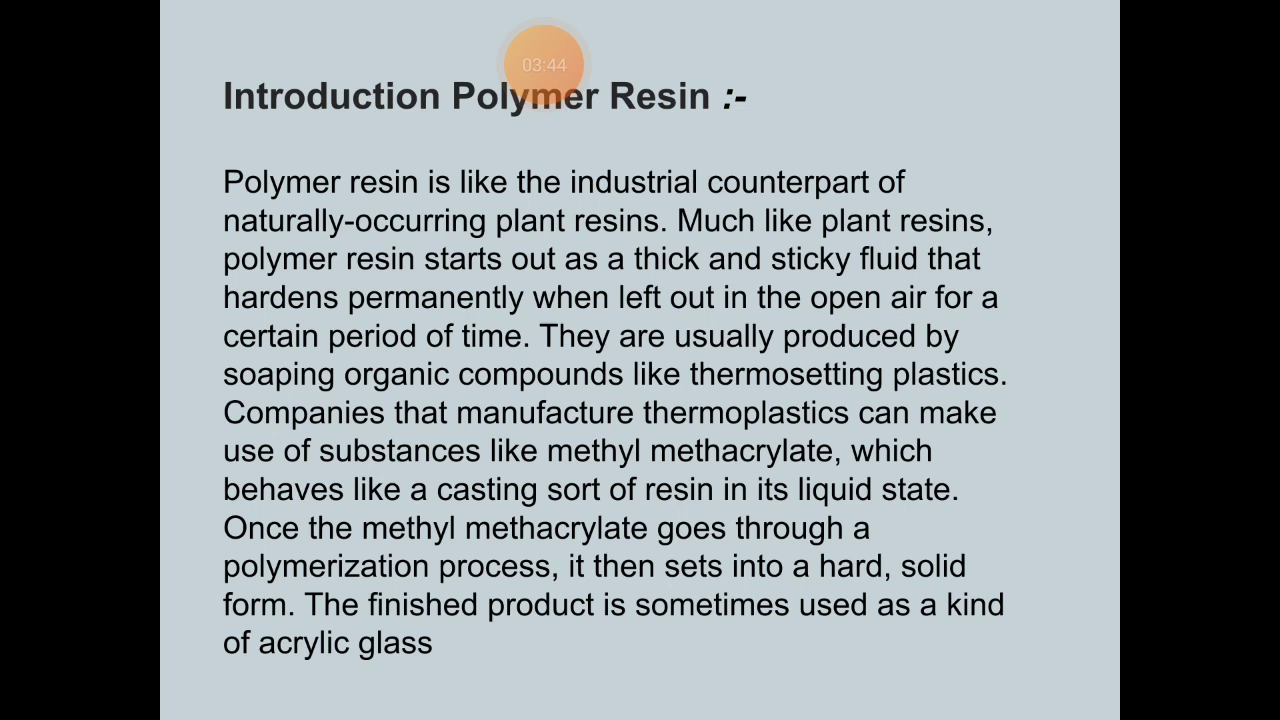 03:44
Introduction Polymer Resin :-
Polymer resin is like the industrial counterpart of
naturally-occurring plant resins. Much like plant resins,
polymer resin starts out as a thick and sticky fluid that
hardens permanently when left out in the open air for a
certain period of time. They are usually produced by
soaping organic compounds like thermosetting plastics.
Companies that manufacture thermoplastics can make
use of substances like methyl methacrylate, which
behaves like a casting sort of resin in its liquid state.
Once the methyl methacrylate goes through a
polymerization process, it then sets into a hard, solid
form. The finished product is sometimes used as a kind
of acrylic glass